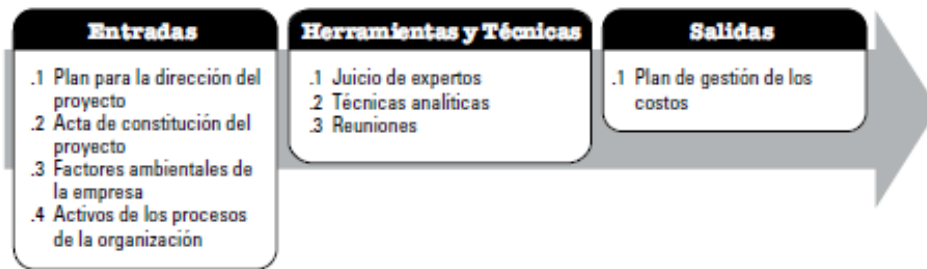 Entradas
.1 Plan para la dirección del
proyecto
.2 Acta de constitución del
proyecto
.3 Factores ambientales de
la empresa
.4 Activos de los procesos
de la organización
Herramientas y Técnicas
.1 Juicio de expertos
.2 Técnicas analíticas
.3 Reuniones
Salidas
.1 Plan de gestión de los
costos